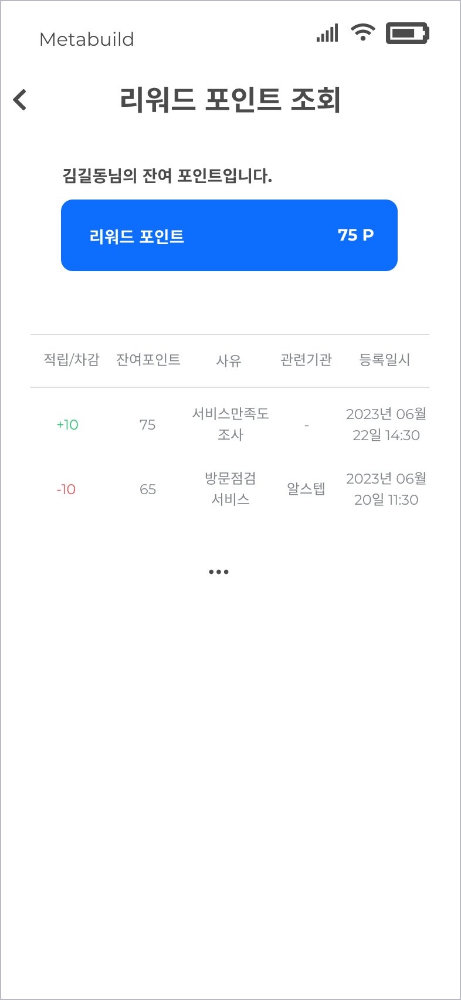 Metabuild
리워드 포인트 조회
김길동님의 잔여 포인트입니다.
리워드 포인트 75 P
적립/차감 잔여포인트 사유 관련기관 등록일시
+10 75 서비스만족도 조사 - 2023년 06월 22일 14:30
-10 65 방문점검 서비스 알스텝 2023년 06월 20일 11:30
•••